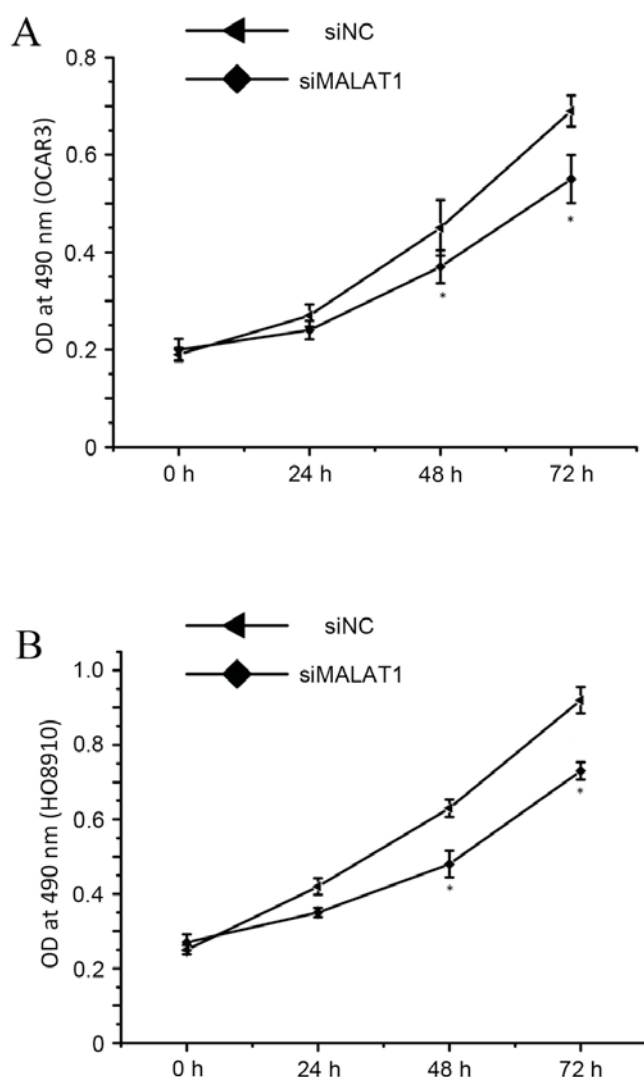 A
siNC
siMALAT1
0.8
0.6
0.4
0.2
0
OD at 490 nm (OCAR3)
0 h
24 h
48 h
72 h
*
*
B
siNC
siMALAT1
1.0
0.8
0.6
0.4
0.2
0
OD at 490 nm (HO8910)
0 h
24 h
48 h
72 h
*
*